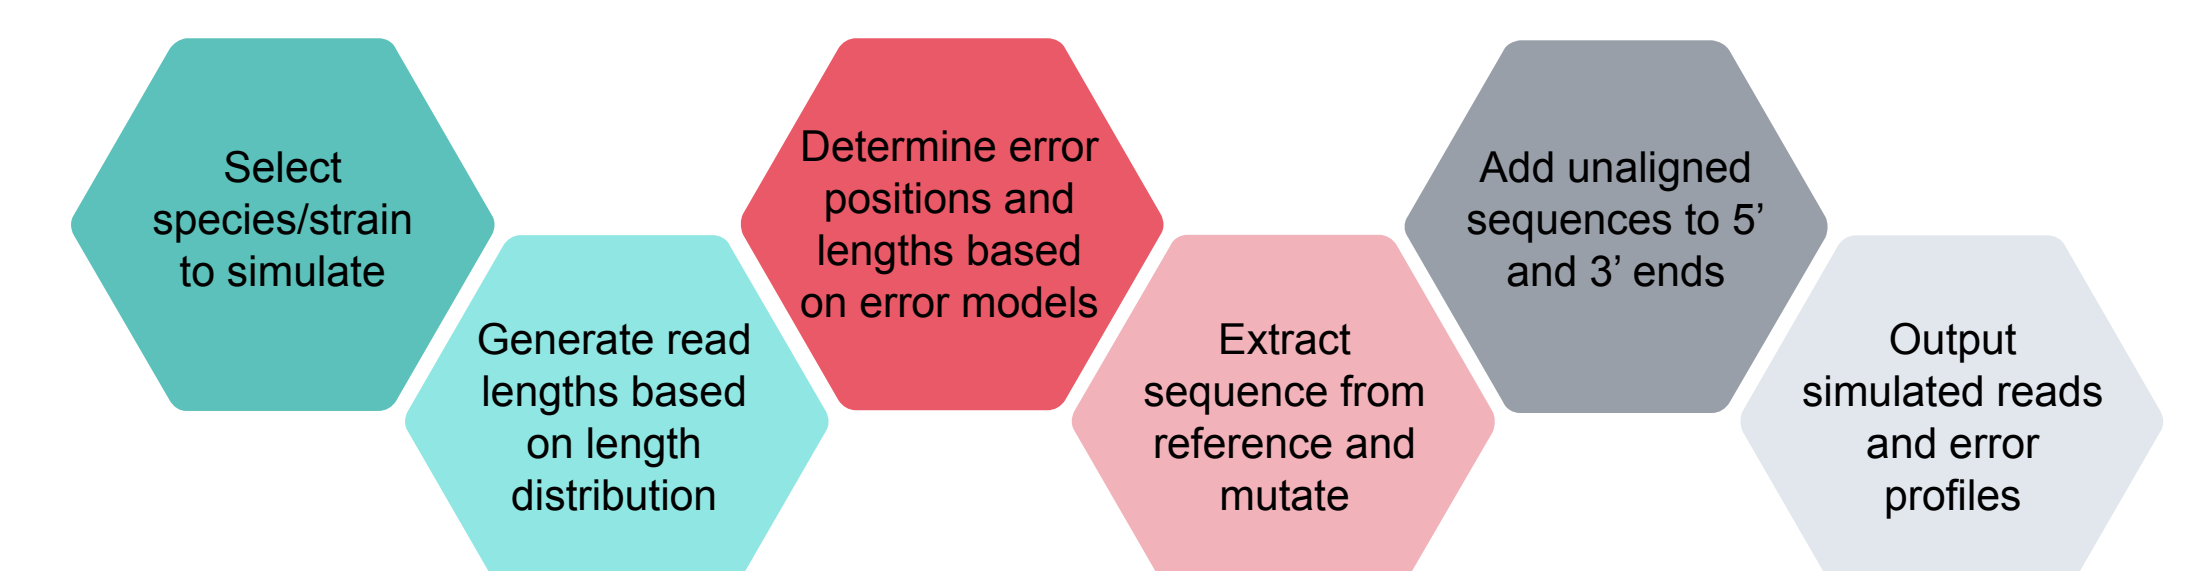 Select
species/strain
to simulate
Generate read
lengths based
on length
distribution
Determine error
positions and
lengths based
on error models
Extract
sequence from
reference and
mutate
Add unaligned
sequences to 5’
and 3’ ends
Output
simulated reads
and error
profiles